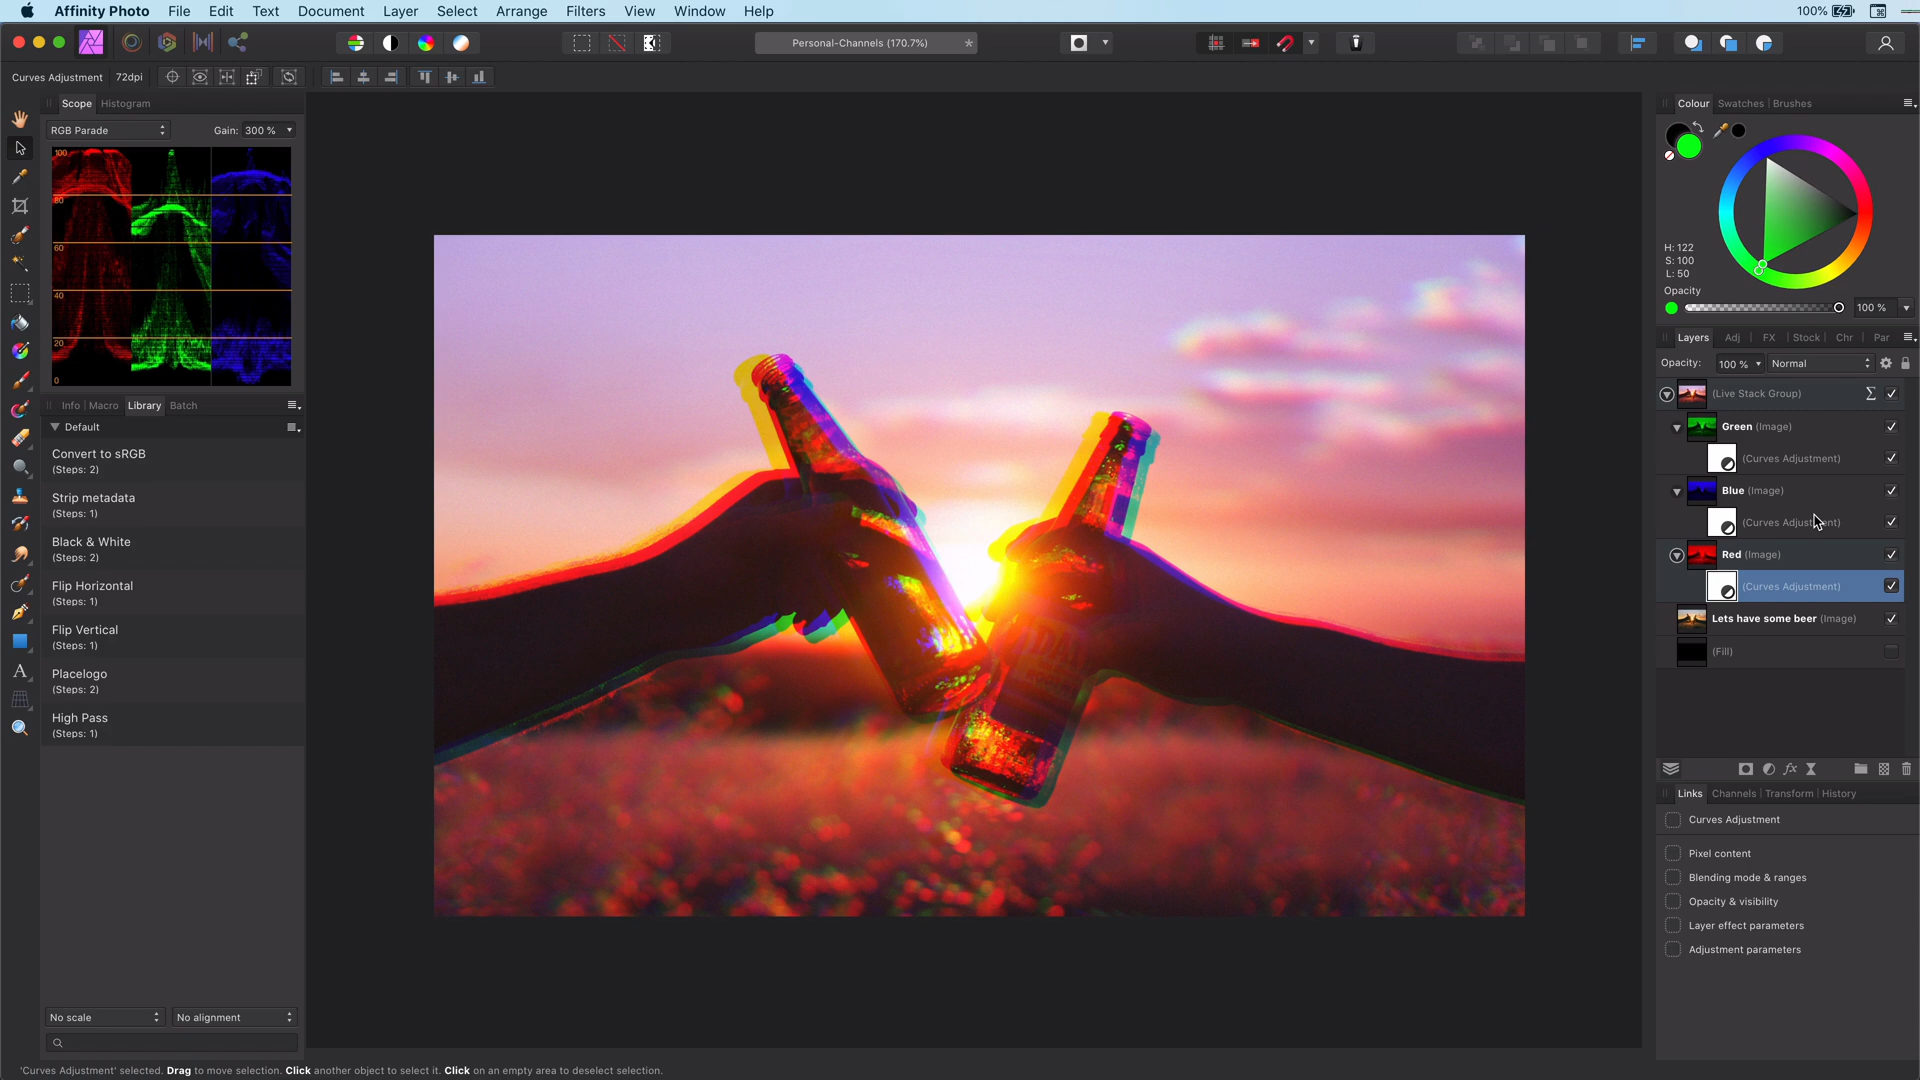 Affinity Photo File Edit Text Document Layer Select Arrange Filters View Window Help 100%
Personal-Channels (170.7%) *
Curves Adjustment 72dpi
Scope Histogram
RGB Parade Gain: 300 %
100
80
60
40
20
0
Info Macro Library Batch
Default
Convert to sRGB
(Steps: 2)
Strip metadata
(Steps: 1)
Black & White
(Steps: 2)
Flip Horizontal
(Steps: 1)
Flip Vertical
(Steps: 1)
Placelogo
(Steps: 2)
High Pass
(Steps: 1)
No scale No alignment
Colour Swatches Brushes
H: 122
S: 100
L: 50
Opacity
100 %
Layers Adj FX Stock Chr Par
Opacity: 100 % Normal
(Live Stack Group)
Green (Image)
(Curves Adjustment)
Blue (Image)
(Curves Adjustment)
Red (Image)
(Curves Adjustment)
Lets have some beer (Image)
(Fill)
Links Channels Transform History
Curves Adjustment
Pixel content
Blending mode & ranges
Opacity & visibility
Layer effect parameters
Adjustment parameters
'Curves Adjustment' selected. Drag to move selection. Click another object to select it. Click on an empty area to deselect selection.